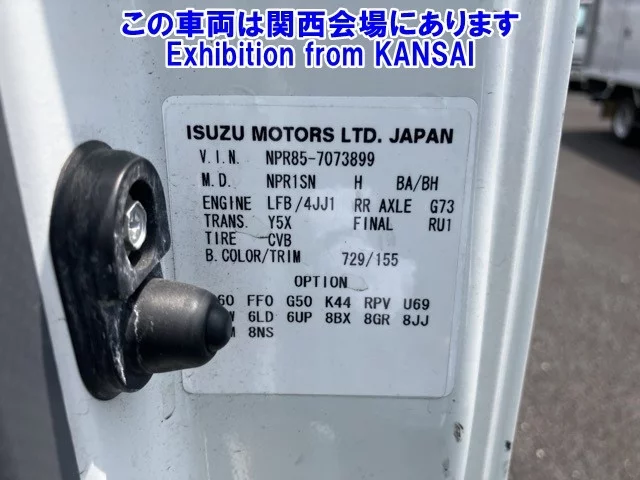 この車両は関西会場にあります
Exhibition from KANSAI
ISUZU MOTORS LTD. JAPAN
V.I.N. NPR85-7073899
M.D. NPR1SN H BA/BH
ENGINE LFB/4JJ1 RR AXLE G73
TRANS. Y5X FINAL RU1
TIRE CVB
B.COLOR/TRIM 729/155
OPTION
FF0 G50 K44 RPV U69
6LD 6UP 8BX 8GR 8JJ
8NS